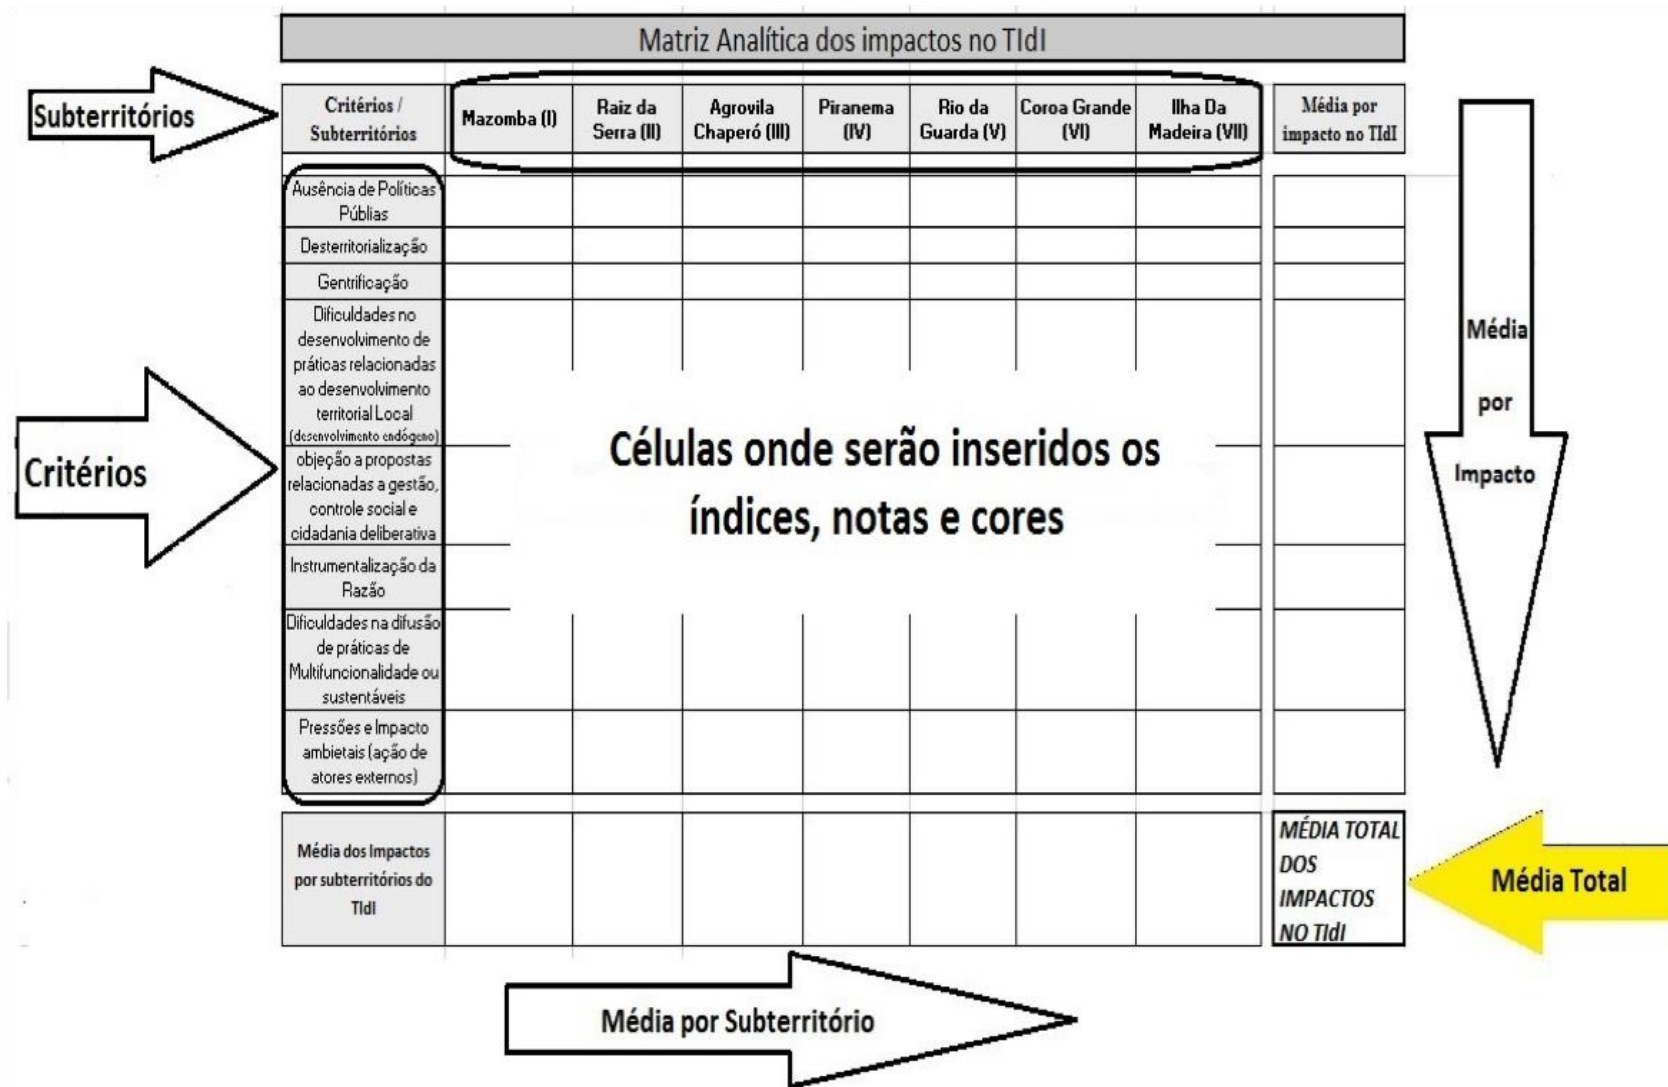 Matriz Analítica dos impactos no TIdI
Subterritórios
Critérios /
Subterritórios
Mazomba (I)
Raiz da
Serra (II)
Agrovila
Chaperó (III)
Piranema
(IV)
Rio da
Guarda (V)
Coroa Grande
(VI)
Ilha Da
Madeira (VII)
Média por
impacto no TIdI
Ausência de Políticas
Públias
Desterritorialização
Gentrificação
Dificuldades no
desenvolvimento de
práticas relacionadas
ao desenvolvimento
territorial Local
(desenvolvimento endógeno)
objeção a propostas
relacionadas a gestão,
controle social e
cidadania deliberativa
Instrumentalização da
Razão
Dificuldades na difusão
de práticas de
Multifuncionalidade ou
sustentáveis
Pressões e Impacto
ambietais (ação de
atores externos)
Critérios
Células onde serão inseridos os
índices, notas e cores
Média
por
Impacto
Média dos Impactos
por subterritórios do
TIdI
MÉDIA TOTAL
DOS
IMPACTOS
NO TIdI
Média Total
Média por Subterritório